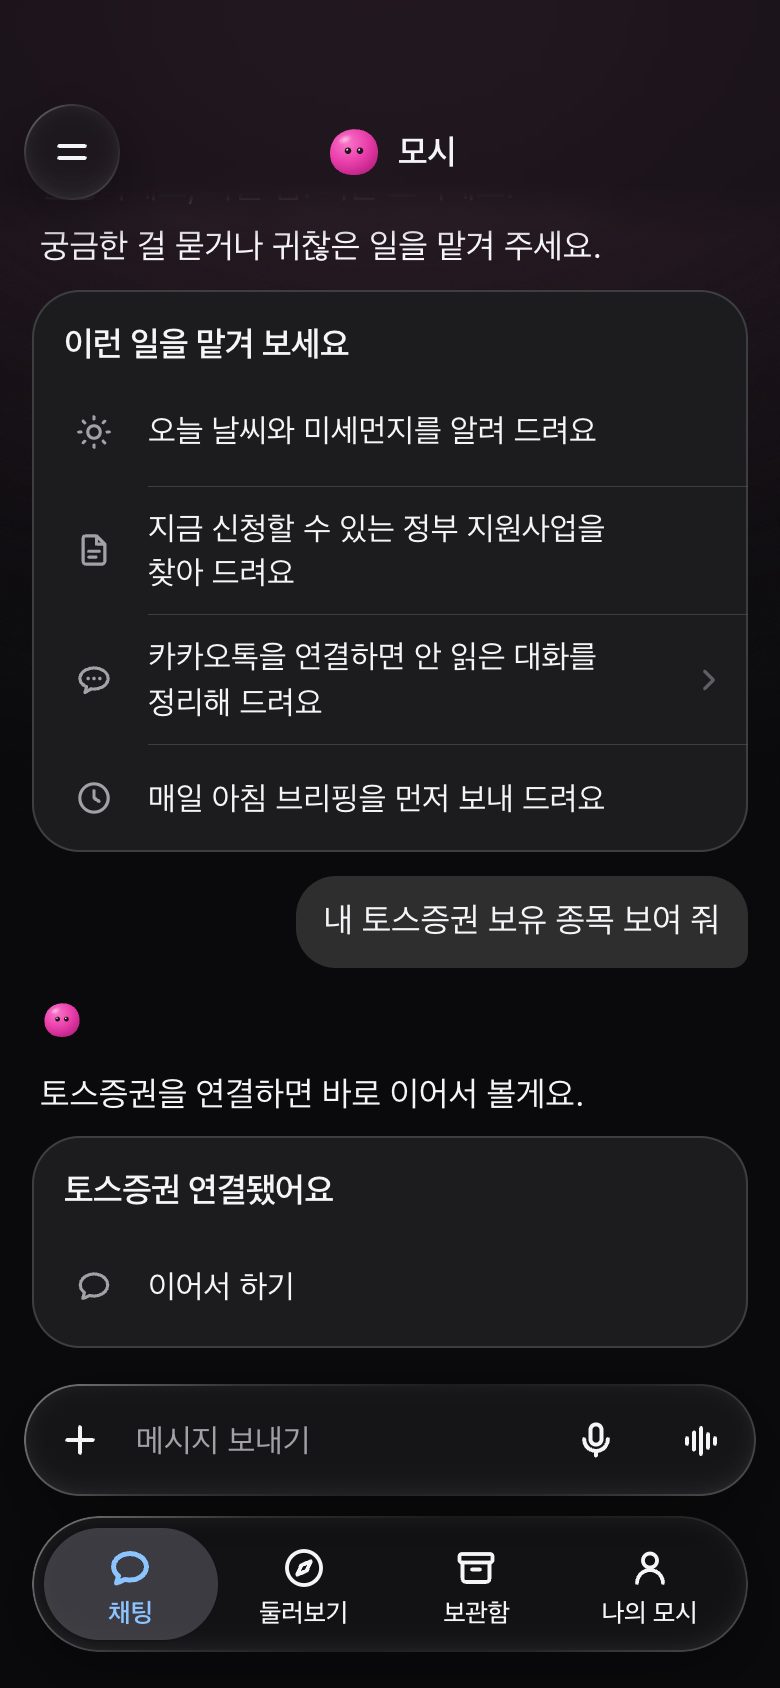 모시
궁금한 걸 묻거나 귀찮은 일을 맡겨 주세요.
이런 일을 맡겨 보세요
오늘 날씨와 미세먼지를 알려 드려요
지금 신청할 수 있는 정부 지원사업을
찾아 드려요
카카오톡을 연결하면 안 읽은 대화를
정리해 드려요
매일 아침 브리핑을 먼저 보내 드려요
내 토스증권 보유 종목 보여 줘
토스증권을 연결하면 바로 이어서 볼게요.
토스증권 연결됐어요
이어서 하기
메시지 보내기
채팅
둘러보기
보관함
나의 모시